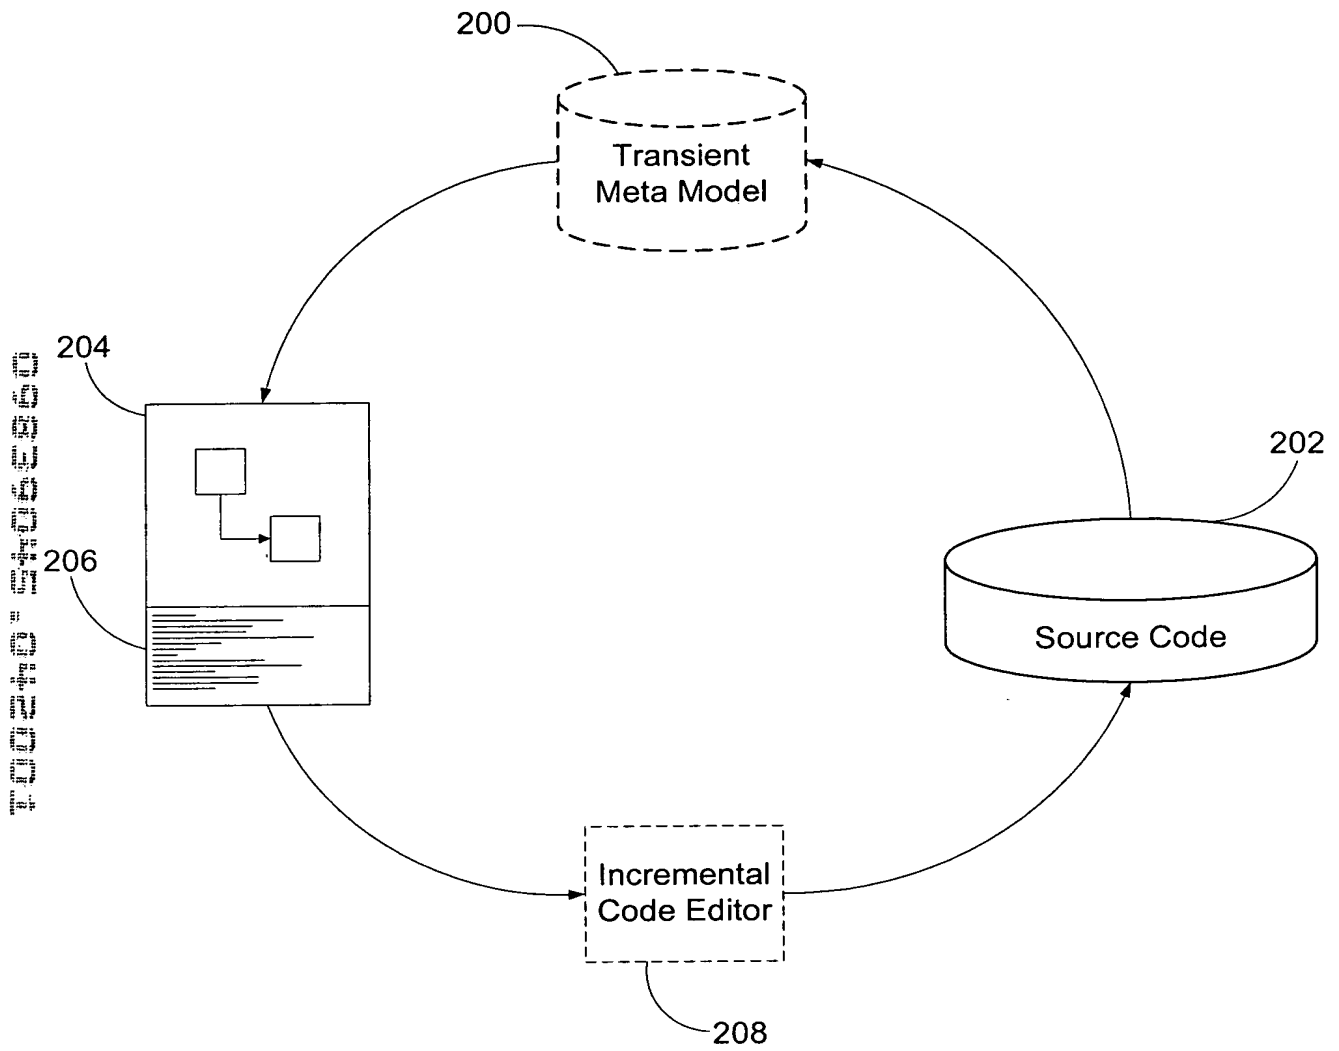 200
Transient
Meta Model
204
202
206
Source Code
Incremental
Code Editor
208